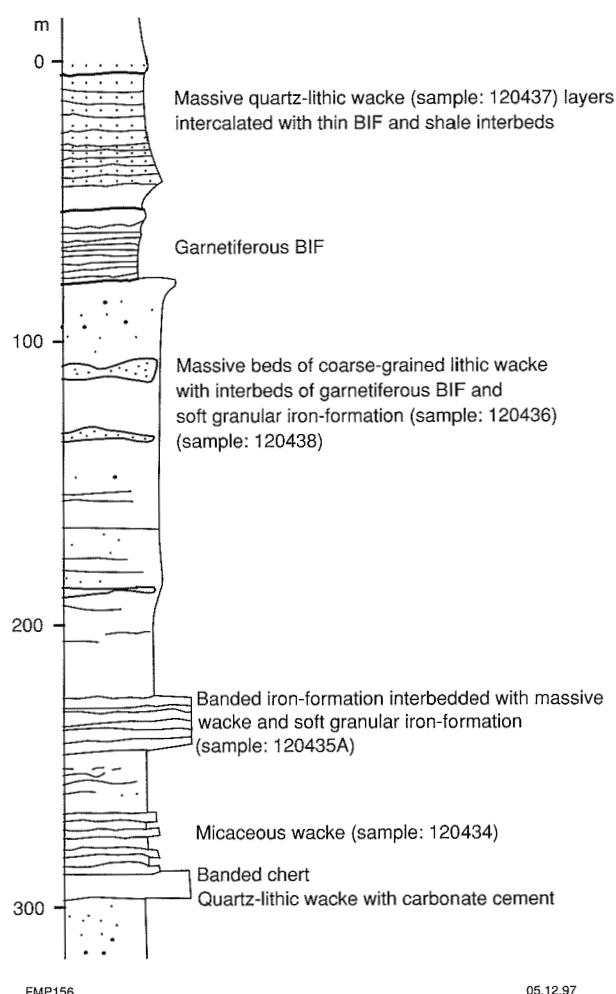 m
0
Massive quartz-lithic wacke (sample: 120437) layers
intercalated with thin BIF and shale interbeds
Garnetiferous BIF
100
Massive beds of coarse-grained lithic wacke
with interbeds of garnetiferous BIF and
soft granular iron-formation (sample: 120436)
(sample: 120438)
200
Banded iron-formation interbedded with massive
wacke and soft granular iron-formation
(sample: 120435A)
Micaceous wacke (sample: 120434)
Banded chert
Quartz-lithic wacke with carbonate cement
300
FMP156
05.12.97